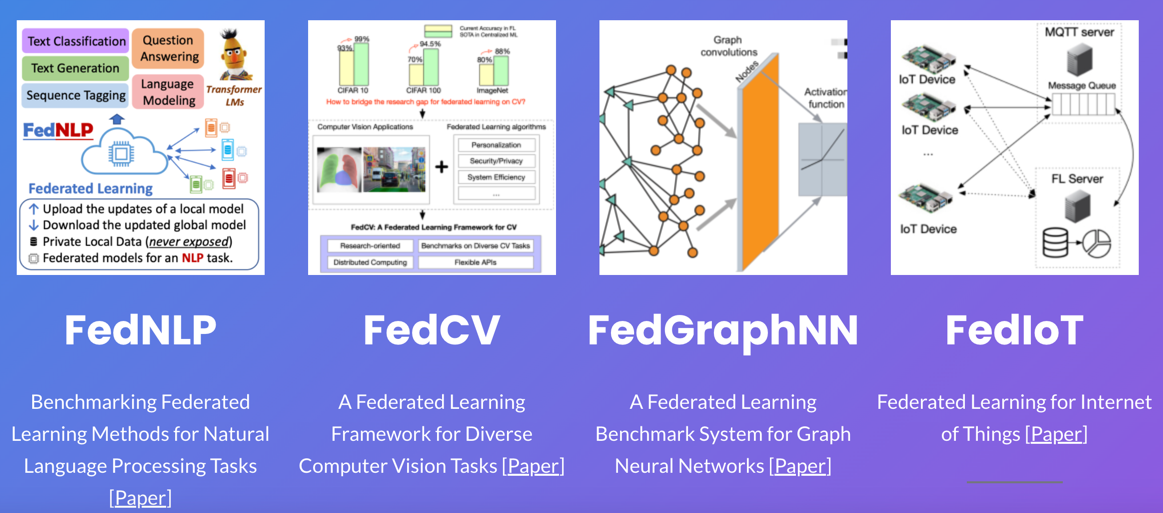 Text Classification
Question
Answering
Text Generation
Language
Modeling
Sequence Tagging
Transformer
LMs
FedNLP
Federated Learning
↑ Upload the updates of a local model
↓ Download the updated global model
Private Local Data (never exposed)
Federated models for an NLP task.
Current Accuracy in FL
SOTA in Centralized ML
93%
99%
70%
94.5%
80%
88%
CIFAR 10
CIFAR 100
ImageNet
How to bridge the research gap for federated learning on CV?
Computer Vision Applications
Federated Learning algorithms
Personalization
Security/Privacy
System Efficiency
...
+
FedCV: A Federated Learning Framework for CV
Research-oriented
Benchmarks on Diverse CV Tasks
Distributed Computing
Flexible APIs
Graph
convolutions
Nodes
Activation
function
MQTT server
IoT Device
Message Queue
IoT Device
...
FL Server
IoT Device
FedNLP
Benchmarking Federated
Learning Methods for Natural
Language Processing Tasks
[Paper]
FedCV
A Federated Learning
Framework for Diverse
Computer Vision Tasks [Paper]
FedGraphNN
A Federated Learning
Benchmark System for Graph
Neural Networks [Paper]
FedIoT
Federated Learning for Internet
of Things [Paper]